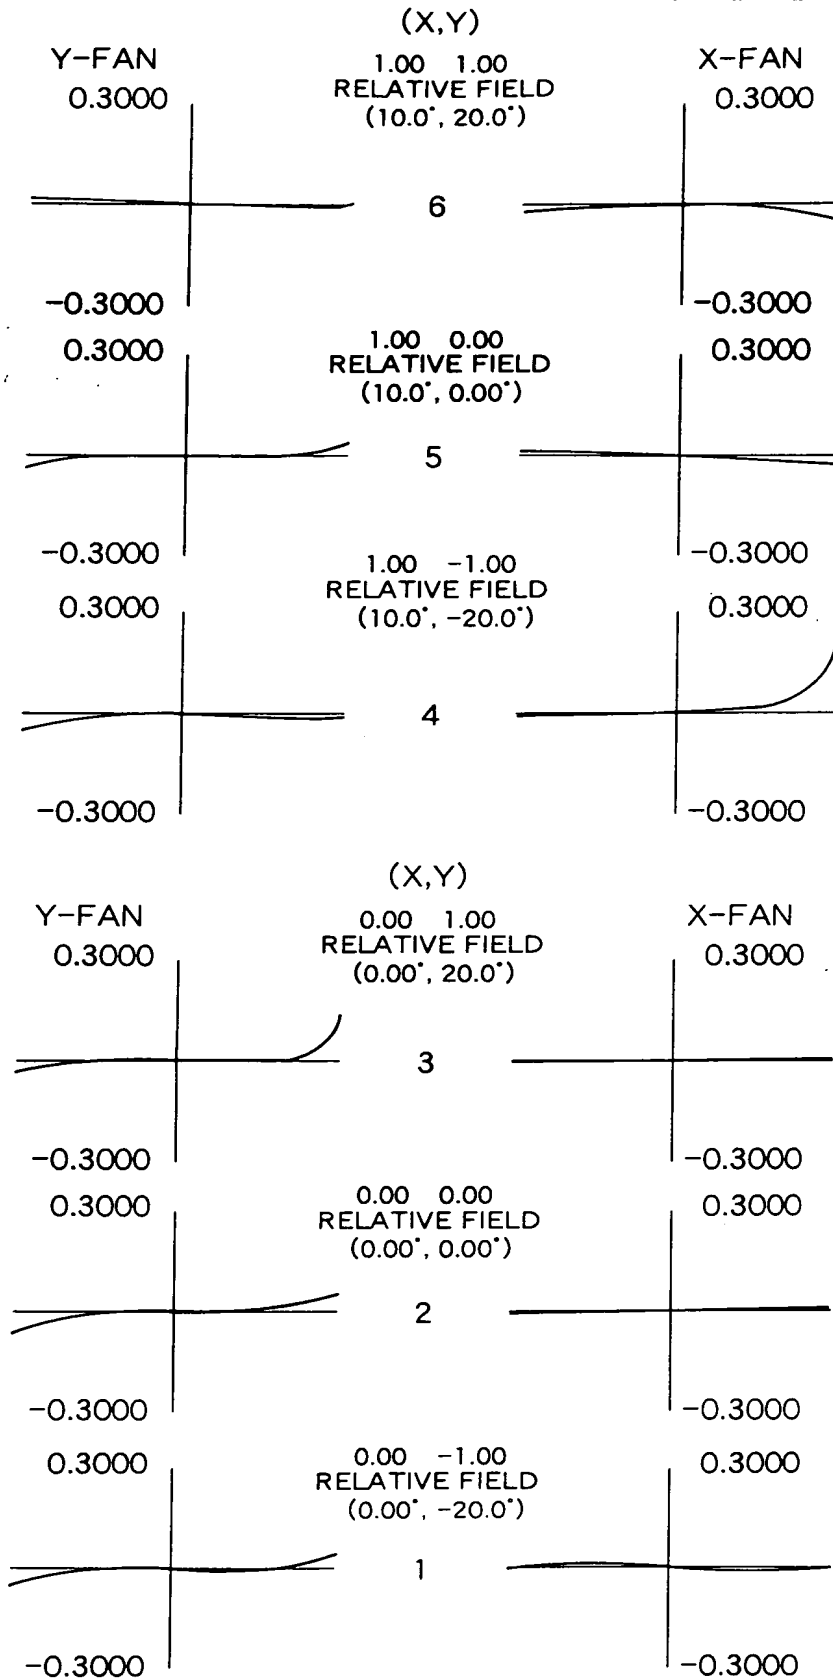 (X,Y)
Y-FAN 1.00 1.00 X-FAN
0.3000 RELATIVE FIELD 0.3000
(10.0°, 20.0°)
6
-0.3000 -0.3000
1.00 0.00
0.3000 RELATIVE FIELD 0.3000
(10.0°, 0.00°)
5
-0.3000 -0.3000
1.00 -1.00
RELATIVE FIELD
0.3000 (10.0°, -20.0°) 0.3000
4
-0.3000 -0.3000
(X,Y)
Y-FAN 0.00 1.00 X-FAN
0.3000 RELATIVE FIELD 0.3000
(0.00°, 20.0°)
3
-0.3000 -0.3000
0.00 0.00
0.3000 RELATIVE FIELD 0.3000
(0.00°, 0.00°)
2
-0.3000 -0.3000
0.00 -1.00
0.3000 RELATIVE FIELD 0.3000
(0.00°, -20.0°)
1
-0.3000 -0.3000